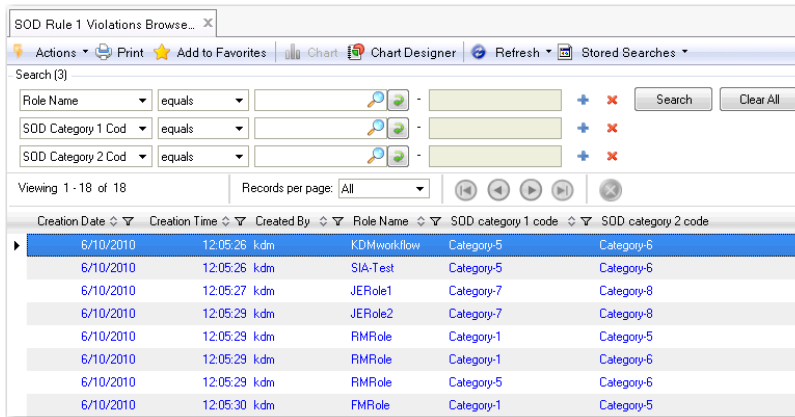 SOD Rule 1 Violations Browse...
Actions Print Add to Favorites Chart Chart Designer Refresh Stored Searches
Search (3)
Role Name equals - Search Clear All
SOD Category 1 Cod equals -
SOD Category 2 Cod equals -
Viewing 1 - 18 of 18 Records per page: All
Creation Date Creation Time Created By Role Name SOD category 1 code SOD category 2 code
6/10/2010 12:05:26 kdm KDMworkflow Category-5 Category-6
6/10/2010 12:05:26 kdm SIA-Test Category-5 Category-6
6/10/2010 12:05:27 kdm JERole1 Category-7 Category-8
6/10/2010 12:05:29 kdm JERole2 Category-7 Category-8
6/10/2010 12:05:29 kdm RMRole Category-1 Category-5
6/10/2010 12:05:29 kdm RMRole Category-1 Category-6
6/10/2010 12:05:29 kdm RMRole Category-5 Category-6
6/10/2010 12:05:30 kdm FMRole Category-1 Category-5